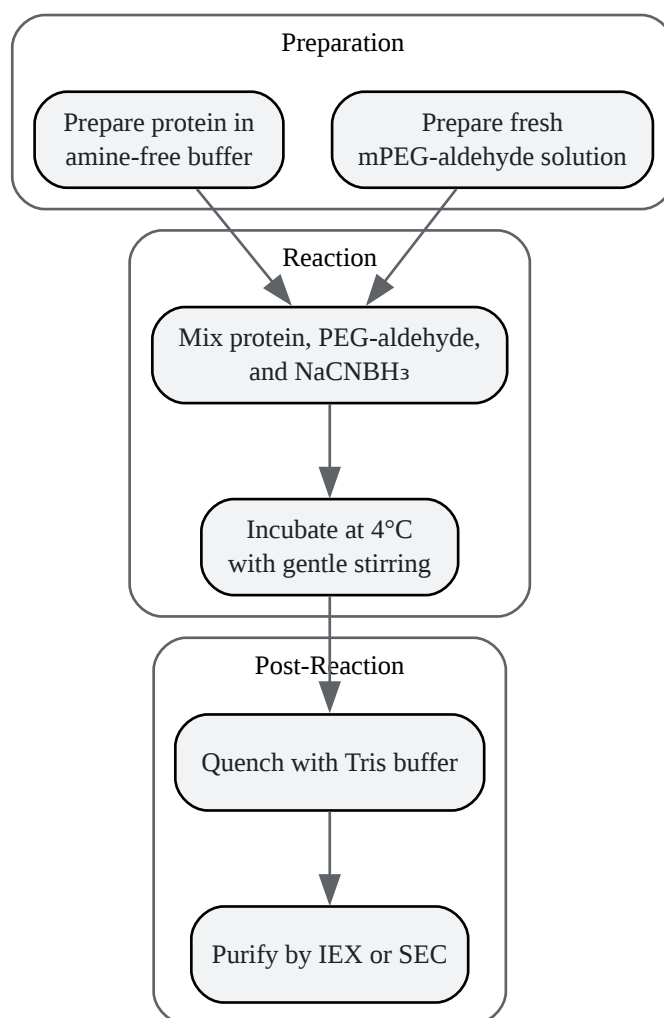 Preparation
Prepare protein in
amine-free buffer
Prepare fresh
mPEG-aldehyde solution
Reaction
Mix protein, PEG-aldehyde,
and NaCNBH₃
Incubate at 4°C
with gentle stirring
Post-Reaction
Quench with Tris buffer
Purify by IEX or SEC